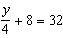 y/4 + 8 = 32